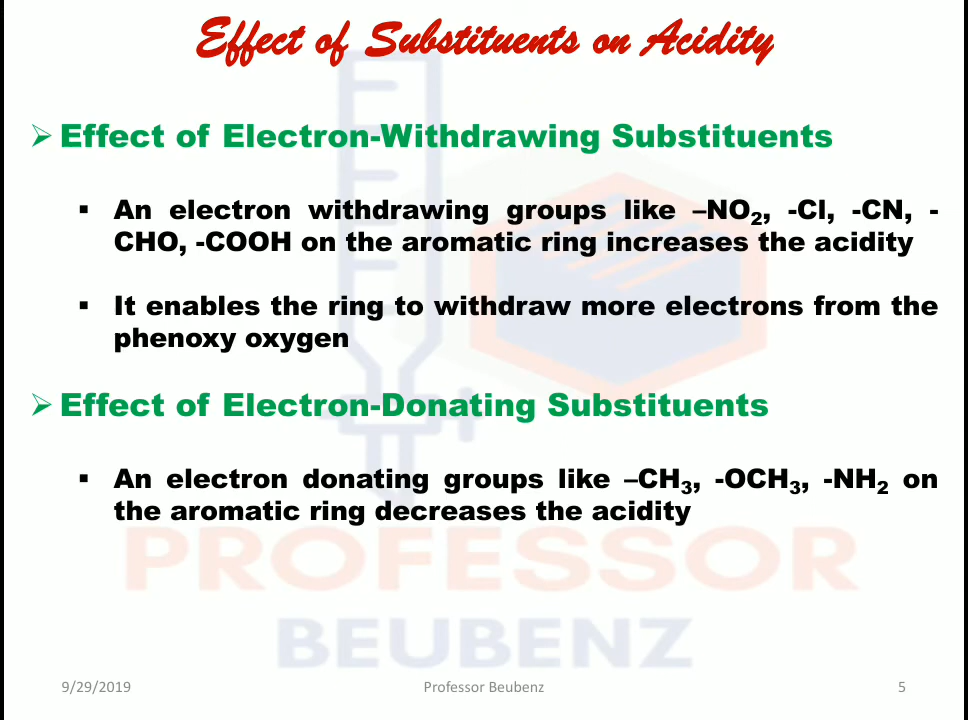 Effect of Substituents on Acidity
➢ Effect of Electron-Withdrawing Substituents
▪ An electron withdrawing groups like –NO₂, -Cl, -CN, -
CHO, -COOH on the aromatic ring increases the acidity
▪ It enables the ring to withdraw more electrons from the
phenoxy oxygen
➢ Effect of Electron-Donating Substituents
▪ An electron donating groups like –CH₃, -OCH₃, -NH₂ on
the aromatic ring decreases the acidity
PROFESSOR
BEUBENZ
9/29/2019 Professor Beubenz 5